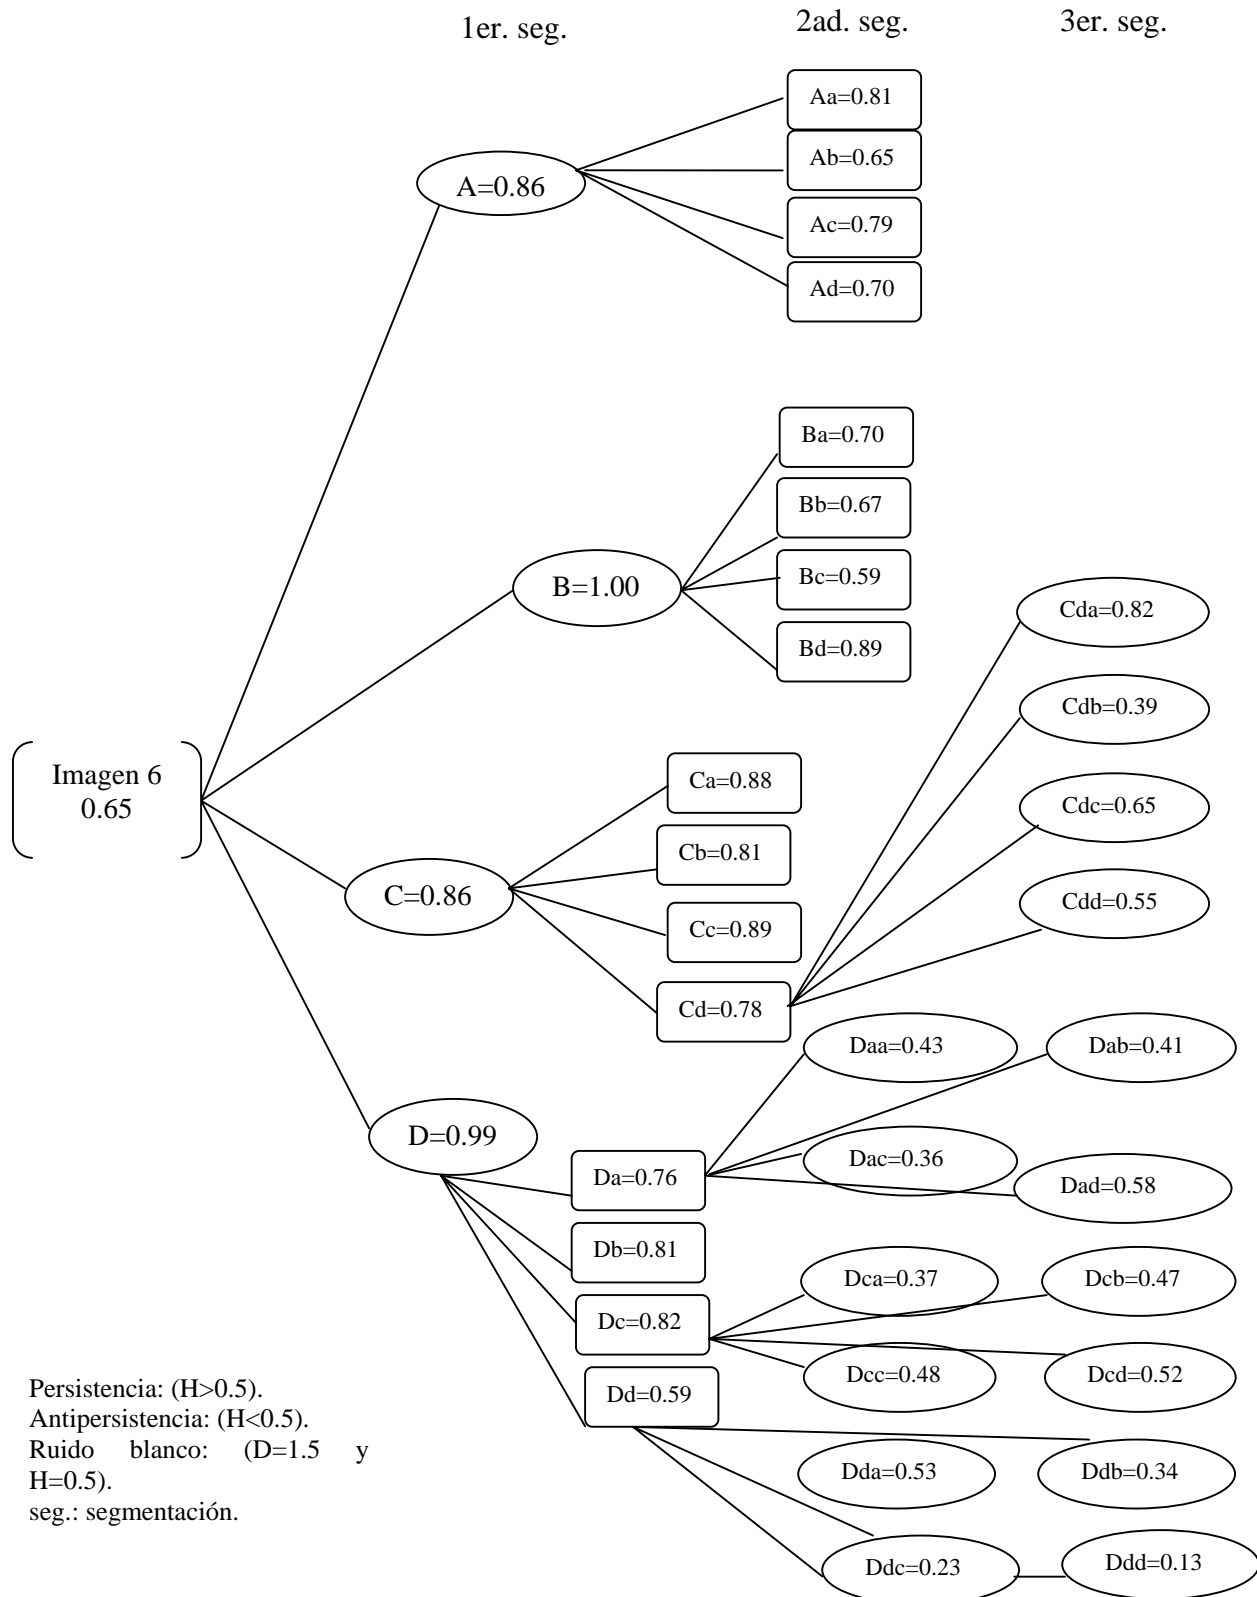 1er. seg.
2ad. seg.
3er. seg.
Aa=0.81
Ab=0.65
A=0.86
Ac=0.79
Ad=0.70
Ba=0.70
Bb=0.67
B=1.00
Bc=0.59
Bd=0.89
Cda=0.82
Cdb=0.39
Imagen 6
0.65
Ca=0.88
Cdc=0.65
Cb=0.81
C=0.86
Cdd=0.55
Cc=0.89
Cd=0.78
Daa=0.43
Dab=0.41
D=0.99
Dac=0.36
Da=0.76
Dad=0.58
Db=0.81
Dca=0.37
Dcb=0.47
Dc=0.82
Dcc=0.48
Dcd=0.52
Dd=0.59
Persistencia: (H>0.5).
Antipersistencia: (H<0.5).
Ruido blanco: (D=1.5 y
H=0.5).
seg.: segmentación.
Dda=0.53
Ddb=0.34
Ddc=0.23
Ddd=0.13